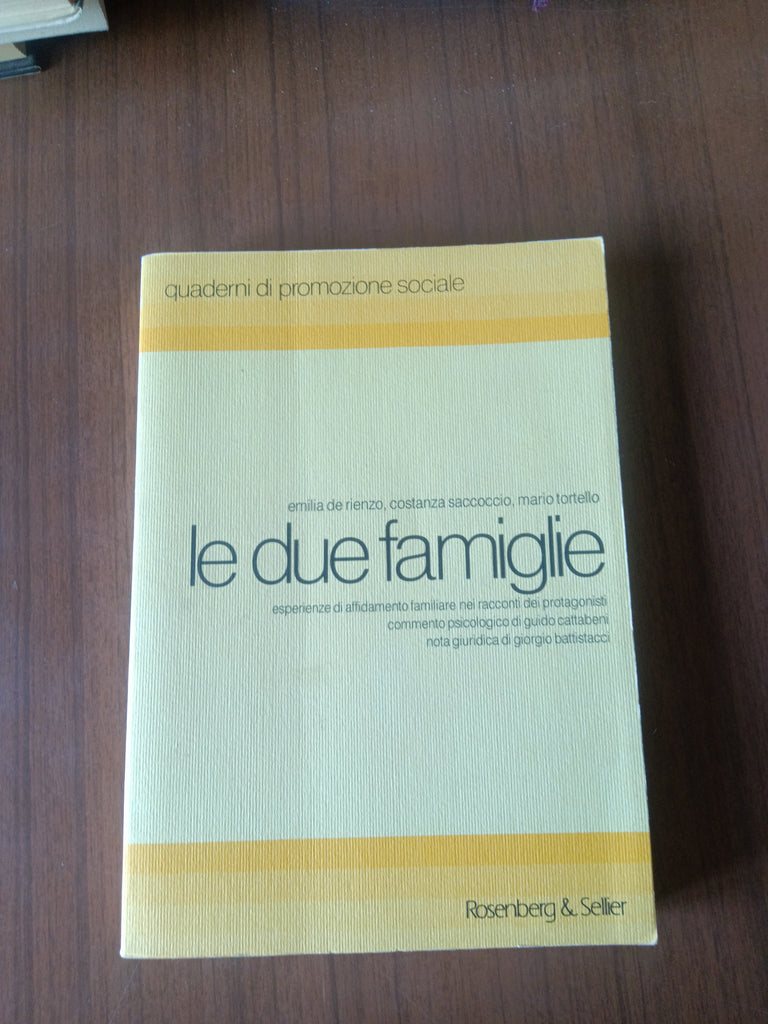 quaderni di promozione sociale
emilia de rienzo, costanza saccoccio, mario tortello
le due famiglie
esperienze di affidamento familiare nei racconti dei protagonisti
commento psicologico di guido cattabeni
nota giuridica di giorgio battistacci
Rosenberg & Sellier